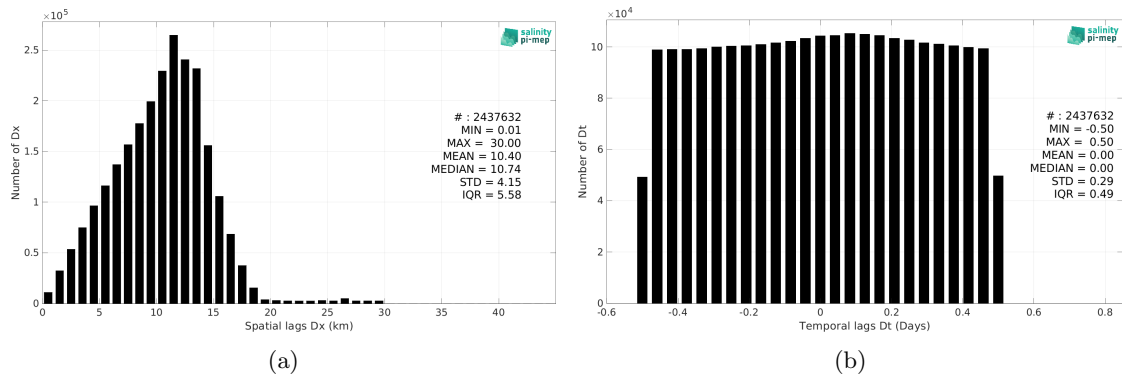 ×10⁵
2.5
2
1.5
1
0.5
0
0 5 10 15 20 25 30 35 40
Number of Dx
Spatial lags Dx (km)
salinity
pi-mep
# : 2437632
MIN = 0.01
MAX = 30.00
MEAN = 10.40
MEDIAN = 10.74
STD = 4.15
IQR = 5.58
(a)
×10⁴
10
8
6
4
2
0
-0.6 -0.4 -0.2 0 0.2 0.4 0.6 0.8
Number of Dt
Temporal lags Dt (Days)
salinity
pi-mep
# : 2437632
MIN = -0.50
MAX = 0.50
MEAN = 0.00
MEDIAN = 0.00
STD = 0.29
IQR = 0.49
(b)